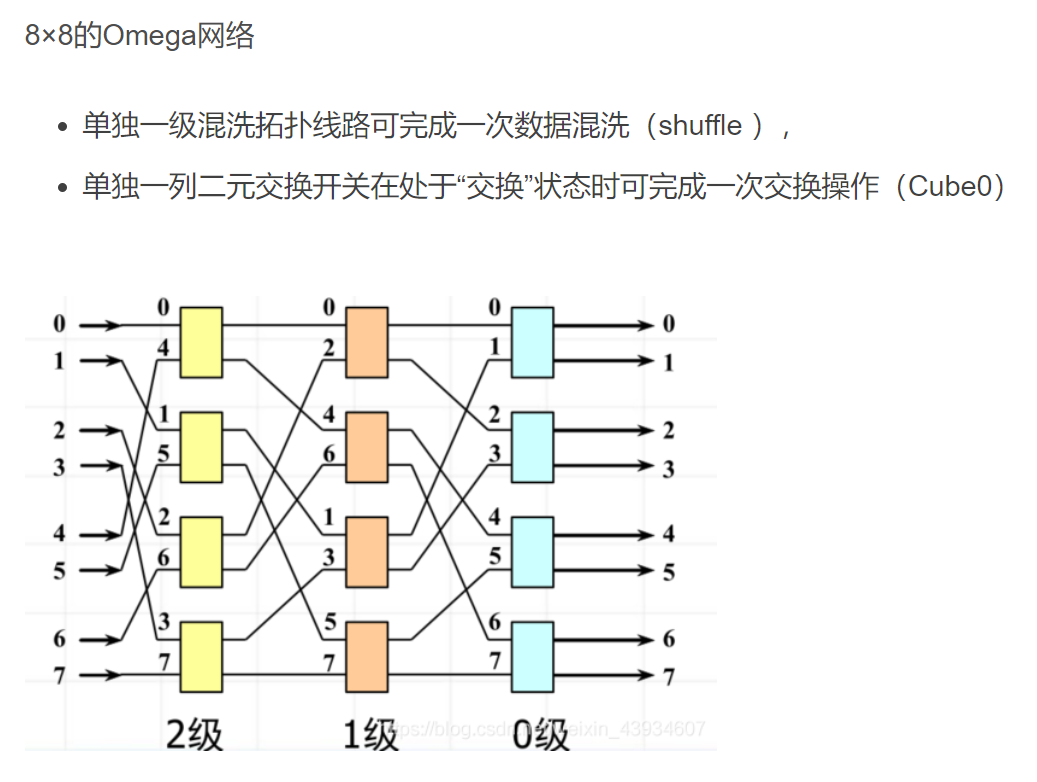 8×8的Omega网络
• 单独一级混洗拓扑线路可完成一次数据混洗（shuffle ），
• 单独一列二元交换开关在处于“交换”状态时可完成一次交换操作（Cube0）
0 0 0 0 0
1 4 2 1 1
2 1 4 2 2
3 5 6 3 3
4 2 1 4 4
5 6 3 5 5
6 3 5 6 6
7 7 7 7 7
2级 1级 0级